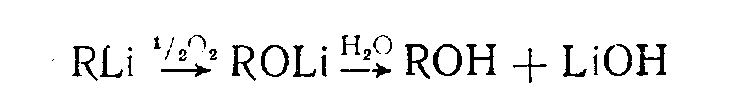 RLi ½O₂ → ROLi H₂O → ROH + LiOH